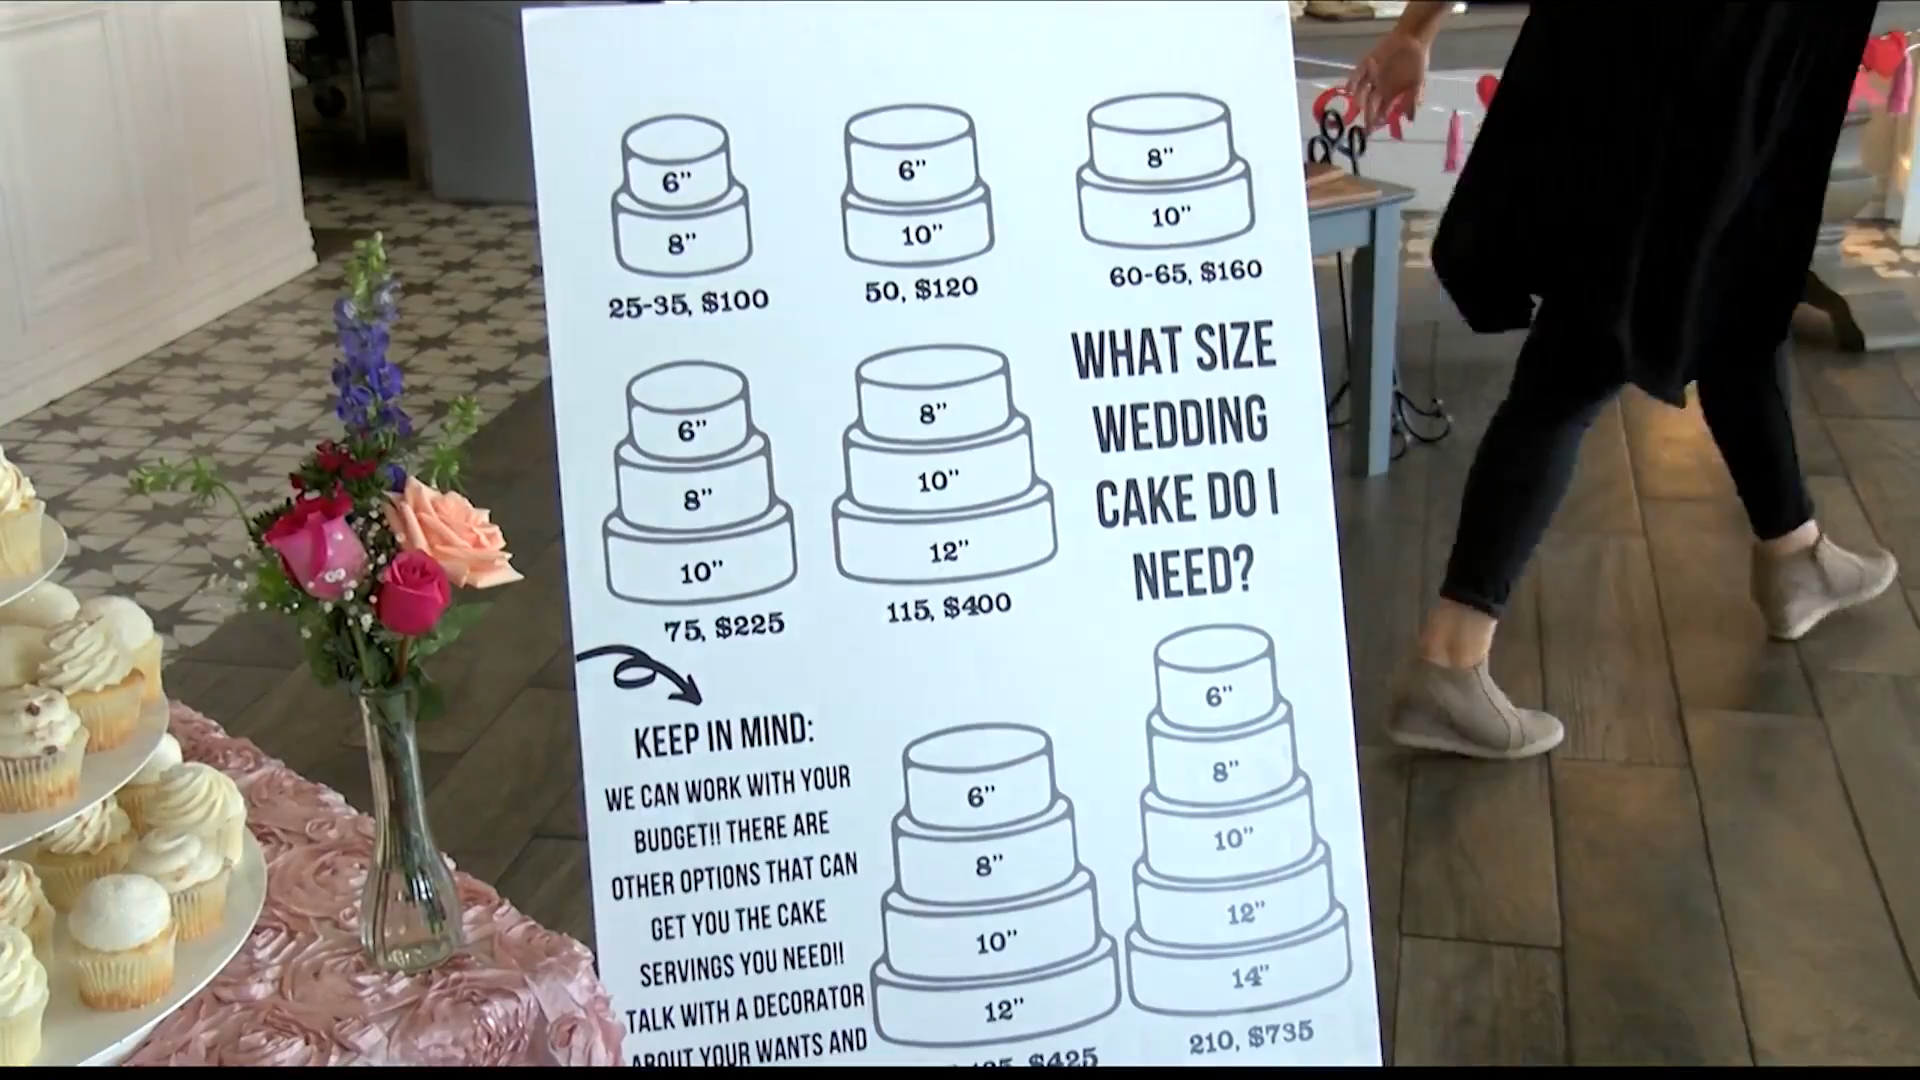 6”
8”
25-35, $100
6”
10”
50, $120
8”
10”
60-65, $160
6”
8”
10”
75, $225
8”
10”
12”
115, $400
WHAT SIZE
WEDDING
CAKE DO I
NEED?
KEEP IN MIND:
WE CAN WORK WITH YOUR
BUDGET!! THERE ARE
OTHER OPTIONS THAT CAN
GET YOU THE CAKE
SERVINGS YOU NEED!!
TALK WITH A DECORATOR
ABOUT YOUR WANTS AND
6”
8”
10”
12”
$425
6”
8”
10”
12”
14”
210, $735